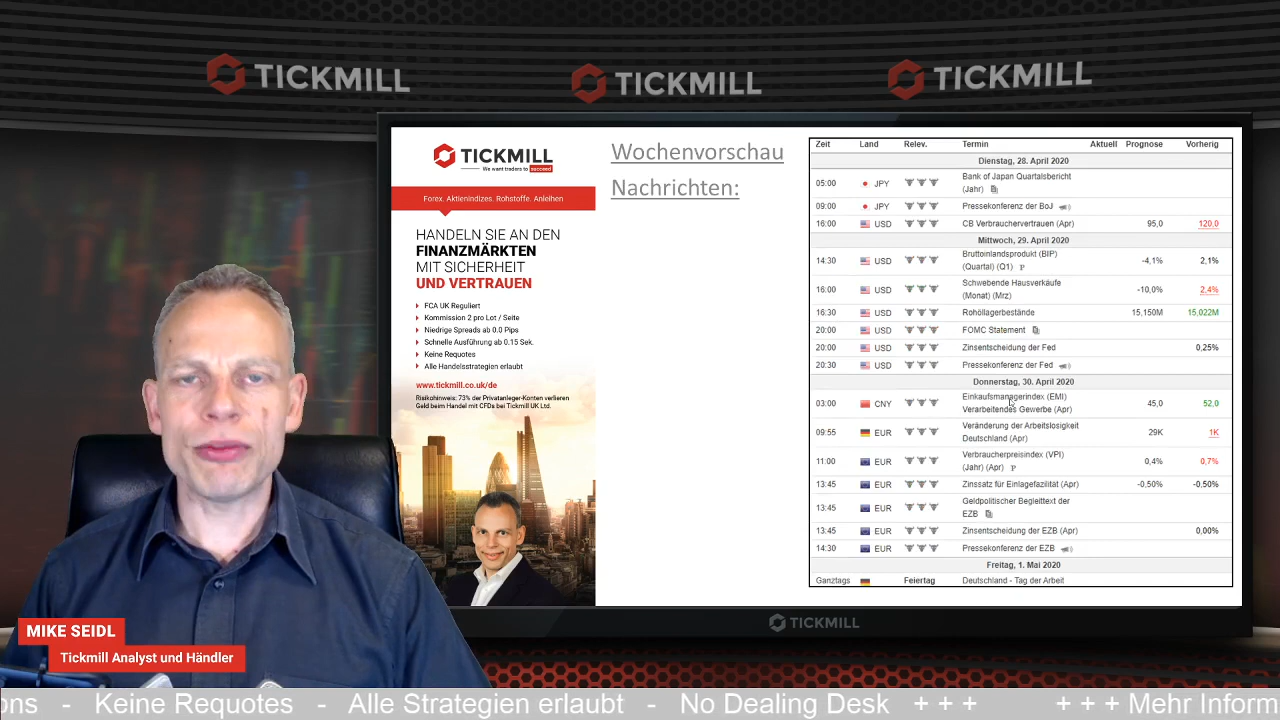 TICKMILL
TICKMILL
TICKMILL
TICKMILL
We want traders to succeed
Forex. Aktienindizes. Rohstoffe. Anleihen
HANDELN SIE AN DEN
FINANZMÄRKTEN
MIT SICHERHEIT
UND VERTRAUEN
FCA UK Reguliert
Kommission 2 pro Lot / Seite
Niedrige Spreads ab 0.0 Pips
Schnelle Ausführung ab 0.15 Sek.
Keine Requotes
Alle Handelsstrategien erlaubt
www.tickmill.co.uk/de
Risikohinweis: 73% der Privatanleger-Konten verlieren
Geld beim Handel mit CFDs bei Tickmill UK Ltd.
Wochenvorschau
Nachrichten:
Zeit Land Relev. Termin Aktuell Prognose Vorherig
Dienstag, 28. April 2020
05:00 JPY Bank of Japan Quartalsbericht
(Jahr)
09:00 JPY Pressekonferenz der BoJ
16:00 USD CB Verbrauchervertrauen (Apr) 95,0 120,0
Mittwoch, 29. April 2020
14:30 USD Bruttoinlandsprodukt (BIP) -4,1% 2,1%
(Quartal) (Q1) P
16:00 USD Schwebende Hausverkäufe -10,0% 2,4%
(Monat) (Mrz)
16:30 USD Rohöllagerbestände 15,150M 15,022M
20:00 USD FOMC Statement
20:00 USD Zinsentscheidung der Fed 0,25%
20:30 USD Pressekonferenz der Fed
Donnerstag, 30. April 2020
03:00 CNY Einkaufsmanagerindex (EMI) 45,0 52,0
Verarbeitendes Gewerbe (Apr)
09:55 EUR Veränderung der Arbeitslosigkeit 29K 1K
Deutschland (Apr)
11:00 EUR Verbraucherpreisindex (VPI) 0,4% 0,7%
(Jahr) (Apr) P
13:45 EUR Zinssatz für Einlagefazilität (Apr) -0,50% -0,50%
13:45 EUR Geldpolitischer Begleittext der
EZB
13:45 EUR Zinsentscheidung der EZB (Apr) 0,00%
14:30 EUR Pressekonferenz der EZB
Freitag, 1. Mai 2020
Ganztags Feiertag Deutschland - Tag der Arbeit
TICKMILL
MIKE SEIDL
Tickmill Analyst und Händler
ons - Keine Requotes - Alle Strategien erlaubt - No Dealing Desk + + + + + + Mehr Inform